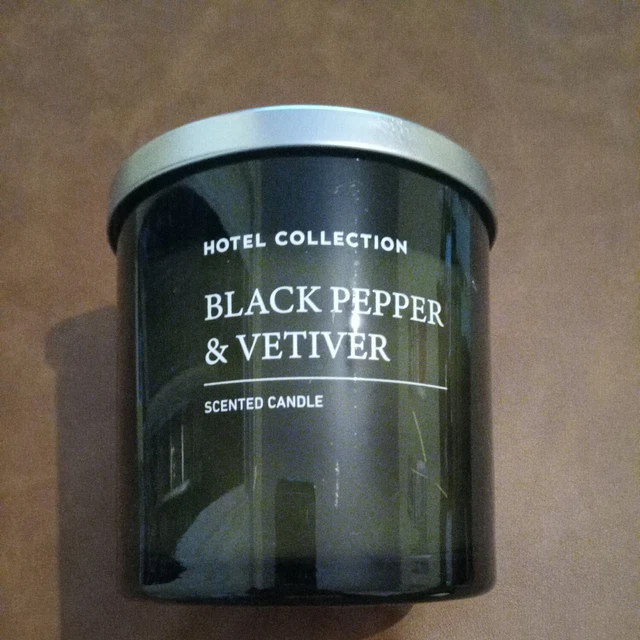 HOTEL COLLECTION
BLACK PEPPER
& VETIVER
SCENTED CANDLE